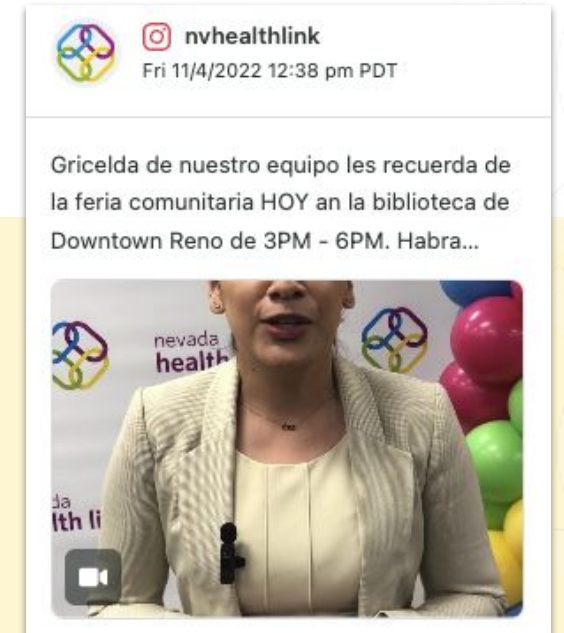 nvhealthlink
Fri 11/4/2022 12:38 pm PDT
Gricelda de nuestro equipo les recuerda de
la feria comunitaria HOY an la biblioteca de
Downtown Reno de 3PM - 6PM. Habra...
nevada
health
da
lth li